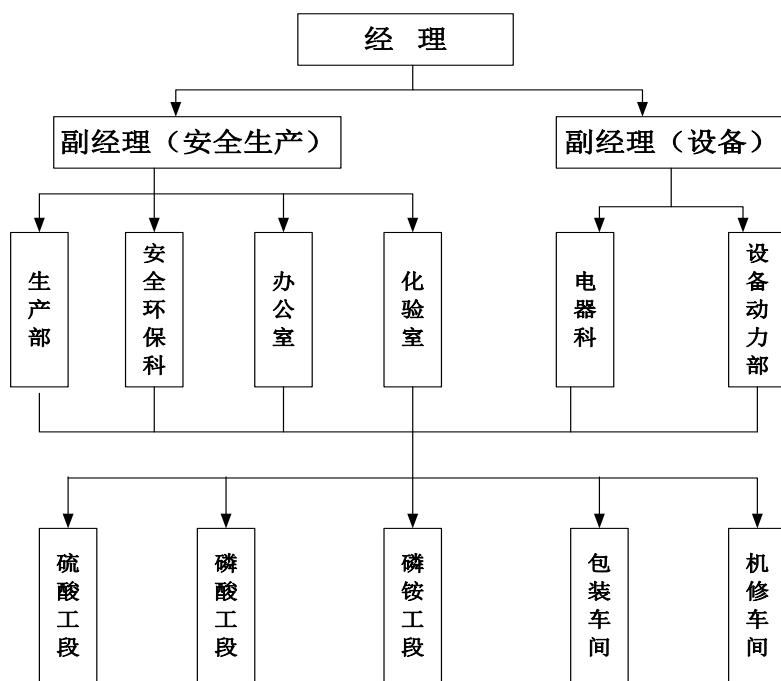 经 理
副经理（安全生产）
副经理（设备）
生产部
安全环保科
办公室
化验室
电器科
设备动力部
硫酸工段
磷酸工段
磷铵工段
包装车间
机修车间